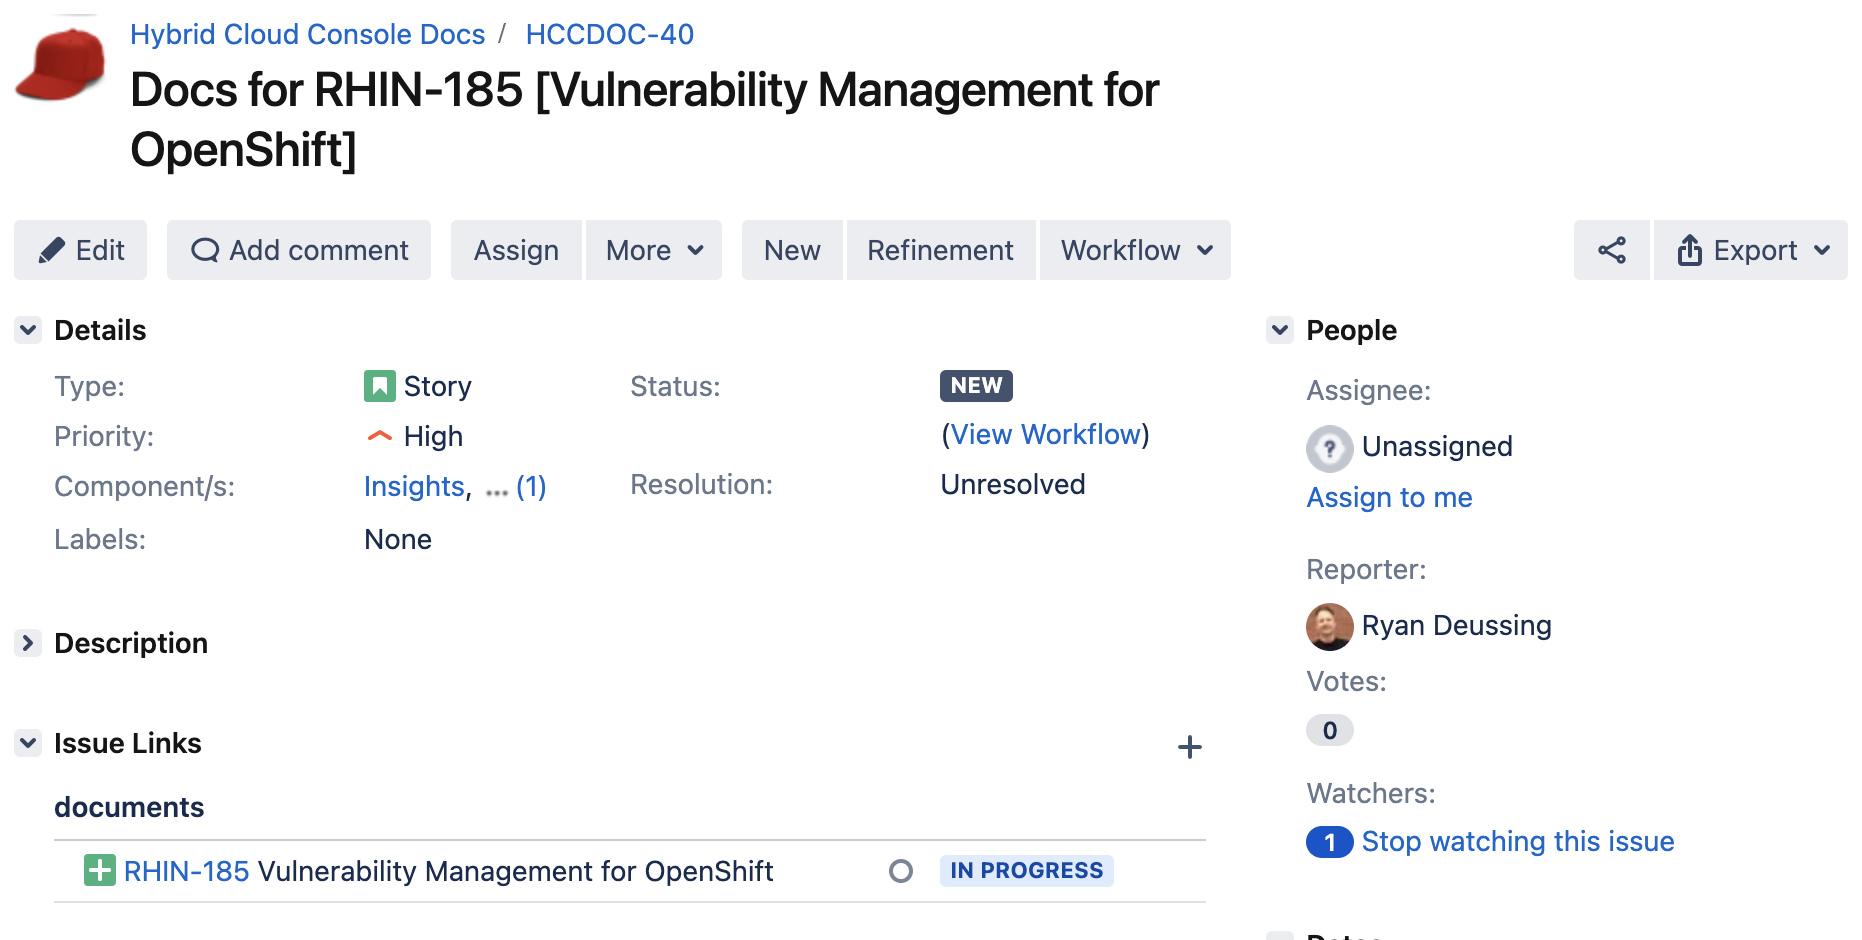 Hybrid Cloud Console Docs / HCCDOC-40
Docs for RHIN-185 [Vulnerability Management for
OpenShift]
Edit Add comment Assign More New Refinement Workflow Export
Details
Type: Story
Priority: High
Component/s: Insights, ... (1)
Labels: None
Status: NEW
(View Workflow)
Resolution: Unresolved
Description
Issue Links
documents
RHIN-185 Vulnerability Management for OpenShift IN PROGRESS
People
Assignee:
Unassigned
Assign to me
Reporter:
Ryan Deussing
Votes:
0
Watchers:
1 Stop watching this issue